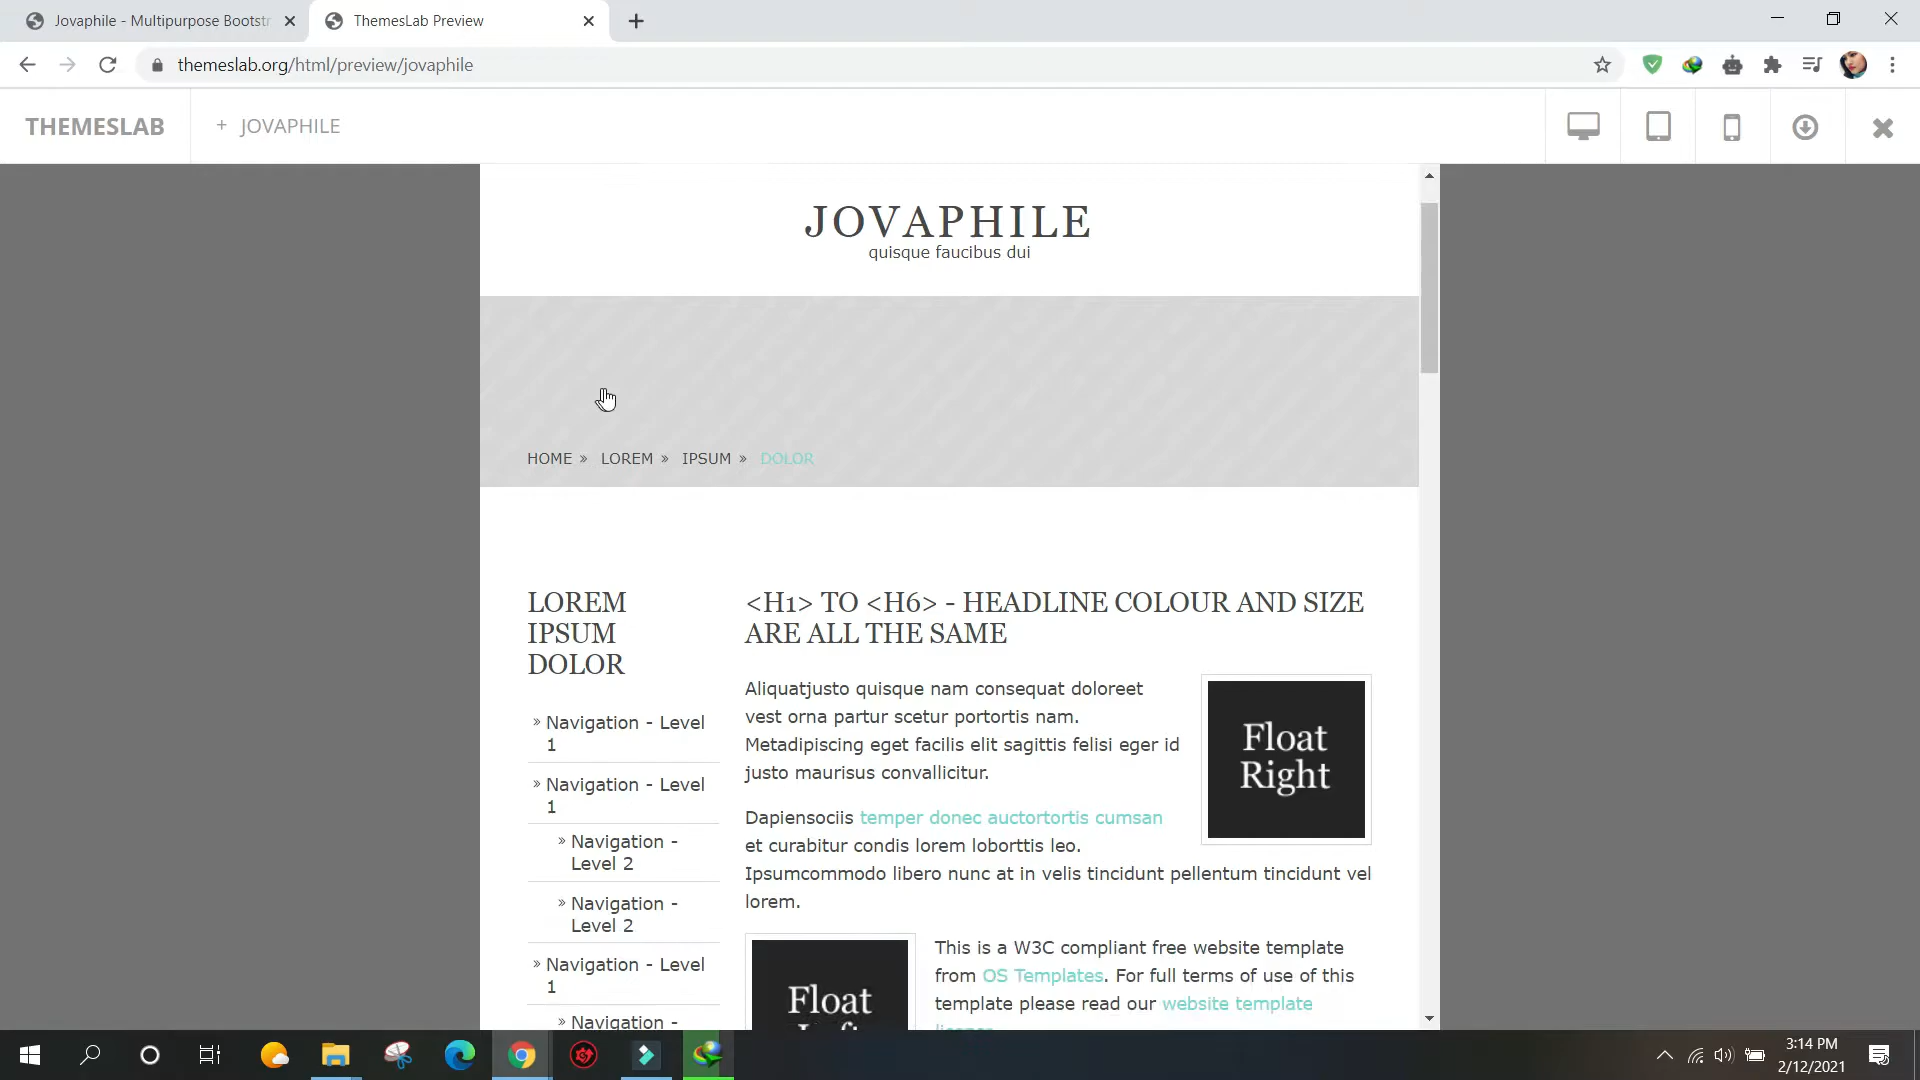 Jovaphile - Multipurpose Bootstr
ThemesLab Preview
themeslab.org/html/preview/jovaphile
THEMESLAB
+ JOVAPHILE
JOVAPHILE
quisque faucibus dui
HOME » LOREM » IPSUM » DOLOR
LOREM
IPSUM
DOLOR
» Navigation - Level
1
» Navigation - Level
1
» Navigation -
Level 2
» Navigation -
Level 2
» Navigation - Level
1
» Navigation -
<H1> TO <H6> - HEADLINE COLOUR AND SIZE
ARE ALL THE SAME
Aliquatjusto quisque nam consequat doloreet
vest orna partur scetur portortis nam.
Metadipiscing eget facilis elit sagittis felisi eger id
justo maurisus convallicitur.
Float
Right
Dapiensociis temper donec auctortortis cumsan
et curabitur condis lorem loborttis leo.
Ipsumcommodo libero nunc at in velis tincidunt pellentum tincidunt vel
lorem.
Float
This is a W3C compliant free website template
from OS Templates. For full terms of use of this
template please read our website template
3:14 PM
2/12/2021